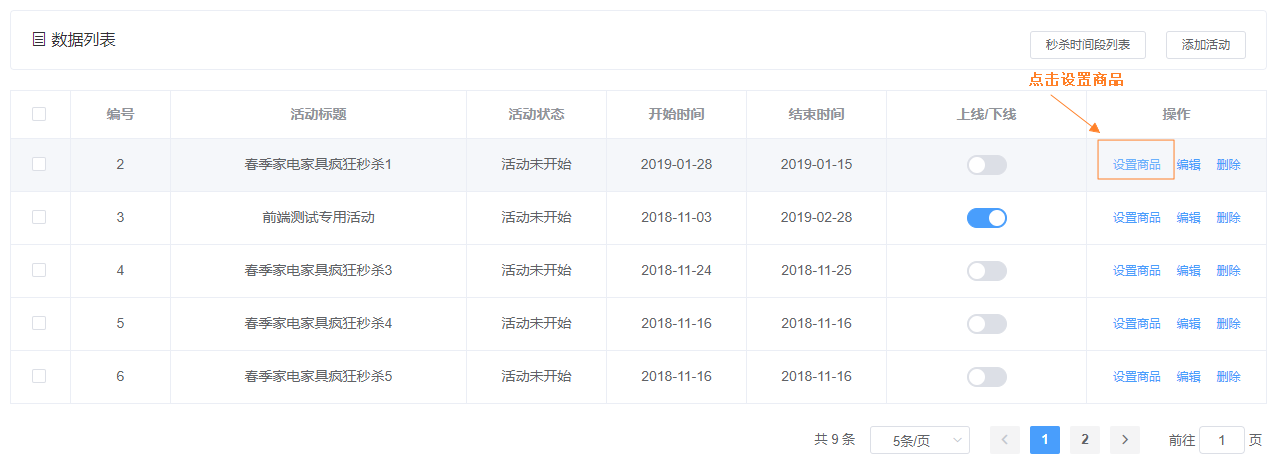 数据列表
秒杀时间段列表 添加活动
点击设置商品
编号 活动标题 活动状态 开始时间 结束时间 上线/下线 操作
2 春季家电家具疯狂秒杀1 活动未开始 2019-01-28 2019-01-15 设置商品 编辑 删除
3 前端测试专用活动 活动未开始 2018-11-03 2019-02-28 设置商品 编辑 删除
4 春季家电家具疯狂秒杀3 活动未开始 2018-11-24 2018-11-25 设置商品 编辑 删除
5 春季家电家具疯狂秒杀4 活动未开始 2018-11-16 2018-11-16 设置商品 编辑 删除
6 春季家电家具疯狂秒杀5 活动未开始 2018-11-16 2018-11-16 设置商品 编辑 删除
共 9 条 5条/页 1 2 前往 1 页